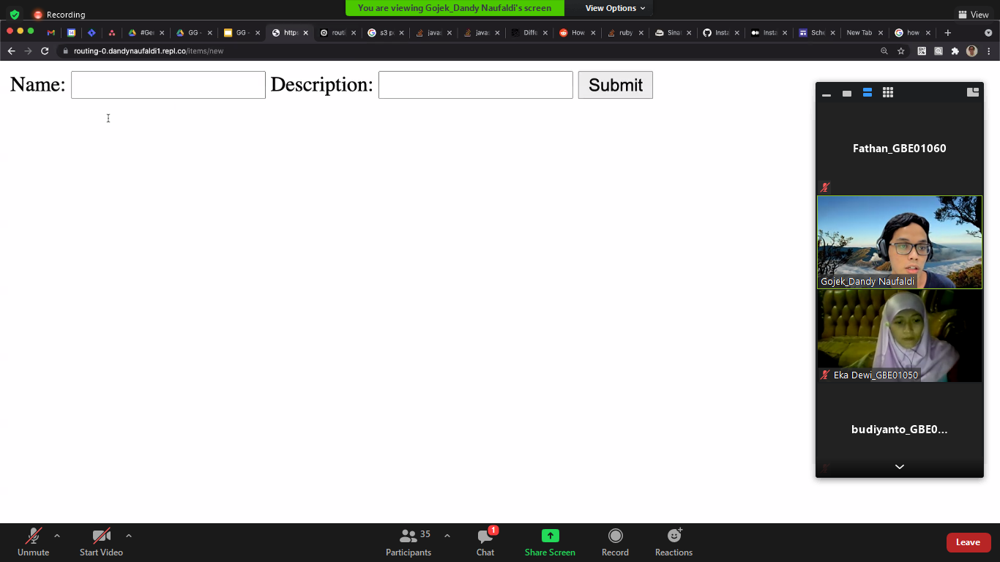 Recording
You are viewing Gojek_Dandy Naufaldi's screen
View Options
View
#Ger
GG -
GG -
https
routi
s3 pu
javas
javas
Diffe
How
ruby
Sinat
Insta
Insta
Sche
New Tab
how
routing-0.dandynaufaldi1.repl.co/items/new
Name:
Description:
Submit
Fathan_GBE01060
Gojek_Dandy Naufaldi
Eka Dewi_GBE01050
budiyanto_GBE0...
Unmute
Start Video
Participants
35
Chat
1
Share Screen
Record
Reactions
Leave